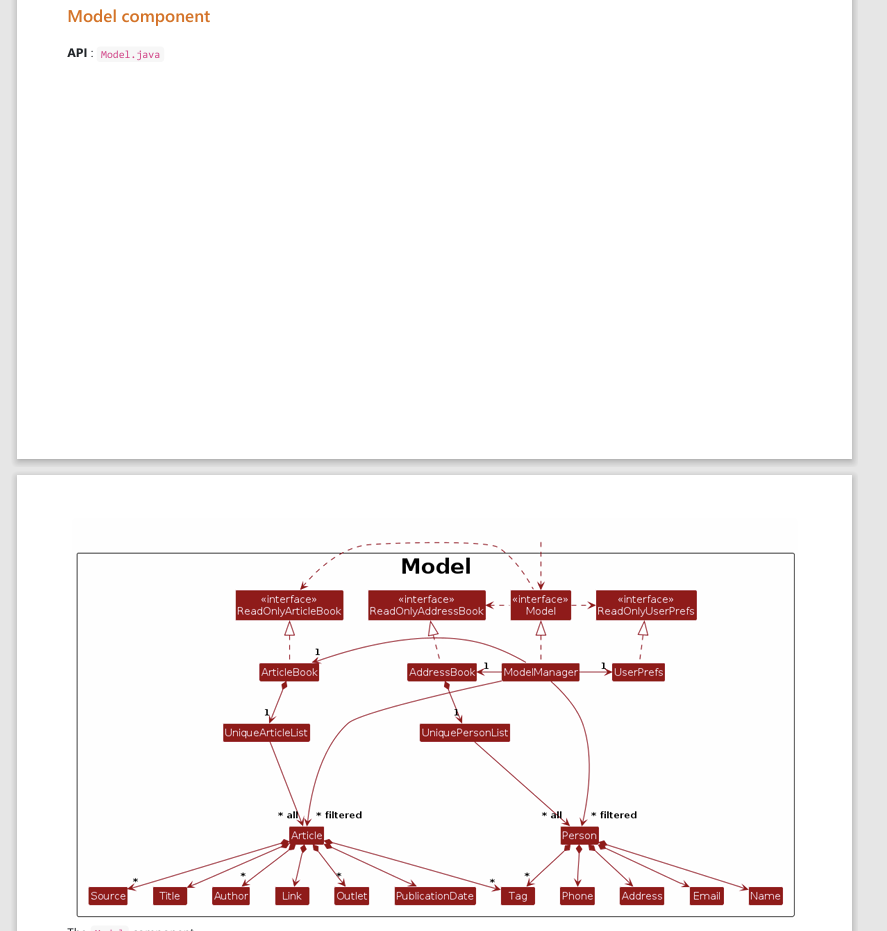 Model component
API : Model.java
Model
«interface»
ReadOnlyArticleBook
«interface»
ReadOnlyAddressBook
«interface»
Model
«interface»
ReadOnlyUserPrefs
1
ArticleBook
AddressBook
1
ModelManager
1
UserPrefs
1
1
UniqueArticleList
UniquePersonList
* all
* filtered
* all
* filtered
Article
Person
*
*
*
*
*
Source
Title
Author
Link
Outlet
PublicationDate
Tag
Phone
Address
Email
Name
The Model component,